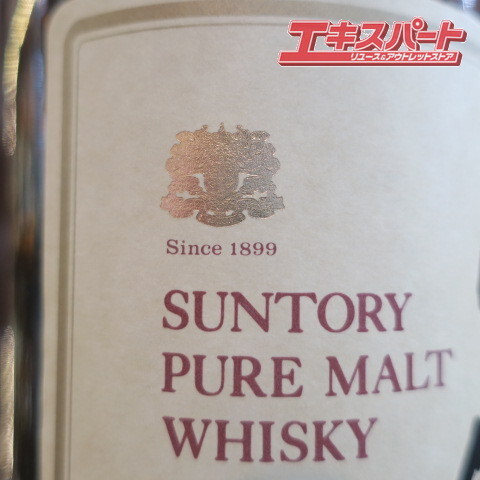 エキスパート
リユース&アウトレットストア
Since 1899
SUNTORY
PURE MALT
WHISKY